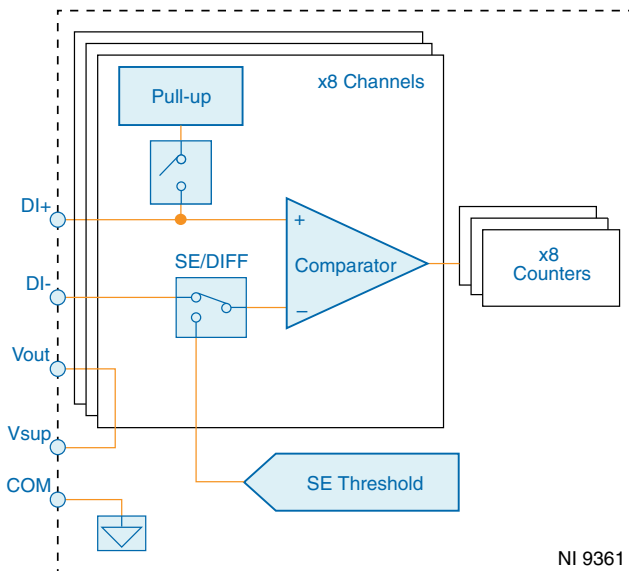 x8 Channels
Pull-up
DI+
+
SE/DIFF
Comparator
x8
Counters
DI-
−
Vout
Vsup
COM
SE Threshold
NI 9361